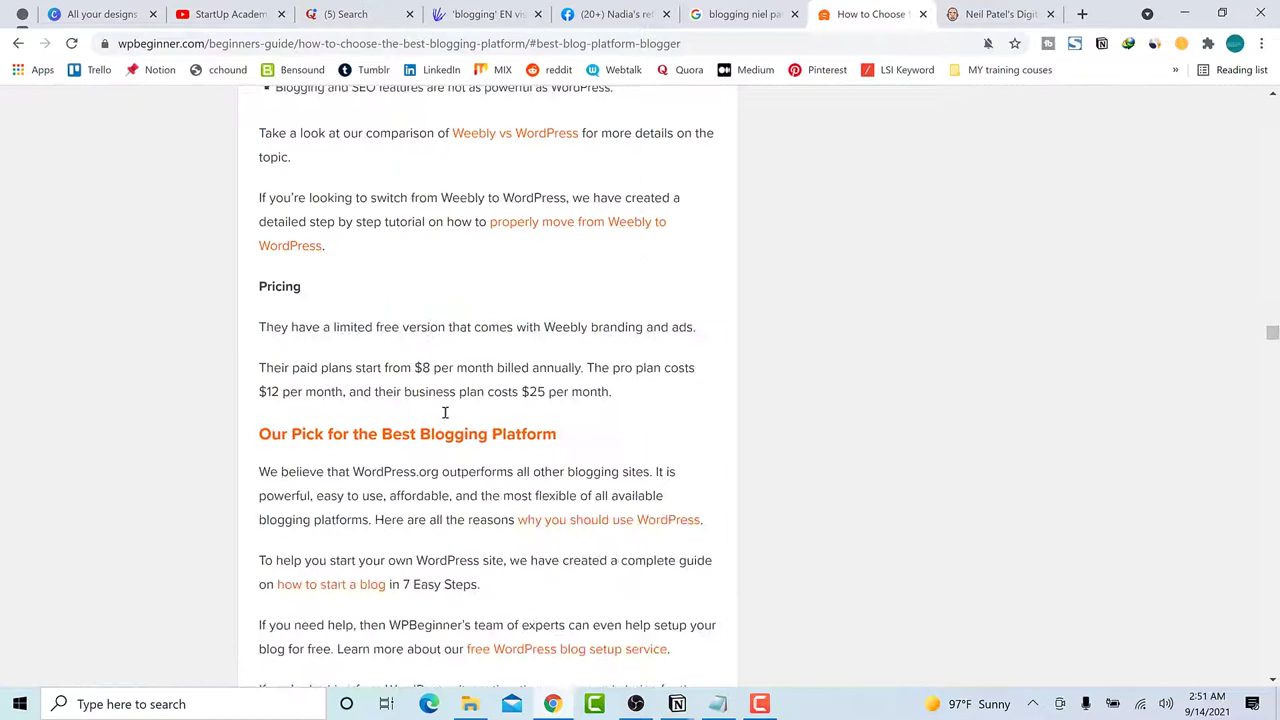 All your designs
StartUp Academ
(5) Search
'blogging' EN vis
(20+) Nadia's ret
blogging niel pa
How to Choose
Neil Patel's Digit
wpbeginner.com/beginners-guide/how-to-choose-the-best-blogging-platform/#best-blog-platform-blogger
Apps Trello Notion cchound Bensound Tumblr LinkedIn MIX reddit Webtalk Quora Medium Pinterest LSI Keyword MY training courses » Reading list
Blogging and SEO features are not as powerful as WordPress.
Take a look at our comparison of Weebly vs WordPress for more details on the
topic.
If you’re looking to switch from Weebly to WordPress, we have created a
detailed step by step tutorial on how to properly move from Weebly to
WordPress.
Pricing
They have a limited free version that comes with Weebly branding and ads.
Their paid plans start from $8 per month billed annually. The pro plan costs
$12 per month, and their business plan costs $25 per month.
Our Pick for the Best Blogging Platform
We believe that WordPress.org outperforms all other blogging sites. It is
powerful, easy to use, affordable, and the most flexible of all available
blogging platforms. Here are all the reasons why you should use WordPress.
To help you start your own WordPress site, we have created a complete guide
on how to start a blog in 7 Easy Steps.
If you need help, then WPBeginner’s team of experts can even help setup your
blog for free. Learn more about our free WordPress blog setup service.
Type here to search
97°F Sunny
2:51 AM
9/14/2021